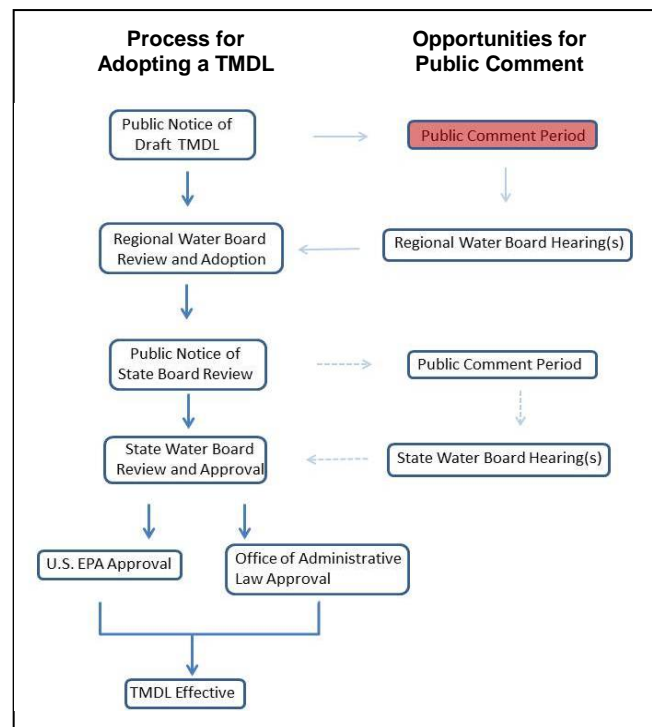 Process for
Adopting a TMDL
Opportunities for
Public Comment
Public Notice of
Draft TMDL
Public Comment Period
Regional Water Board
Review and Adoption
Regional Water Board Hearing(s)
Public Notice of
State Board Review
Public Comment Period
State Water Board
Review and Approval
State Water Board Hearing(s)
U.S. EPA Approval
Office of Administrative
Law Approval
TMDL Effective